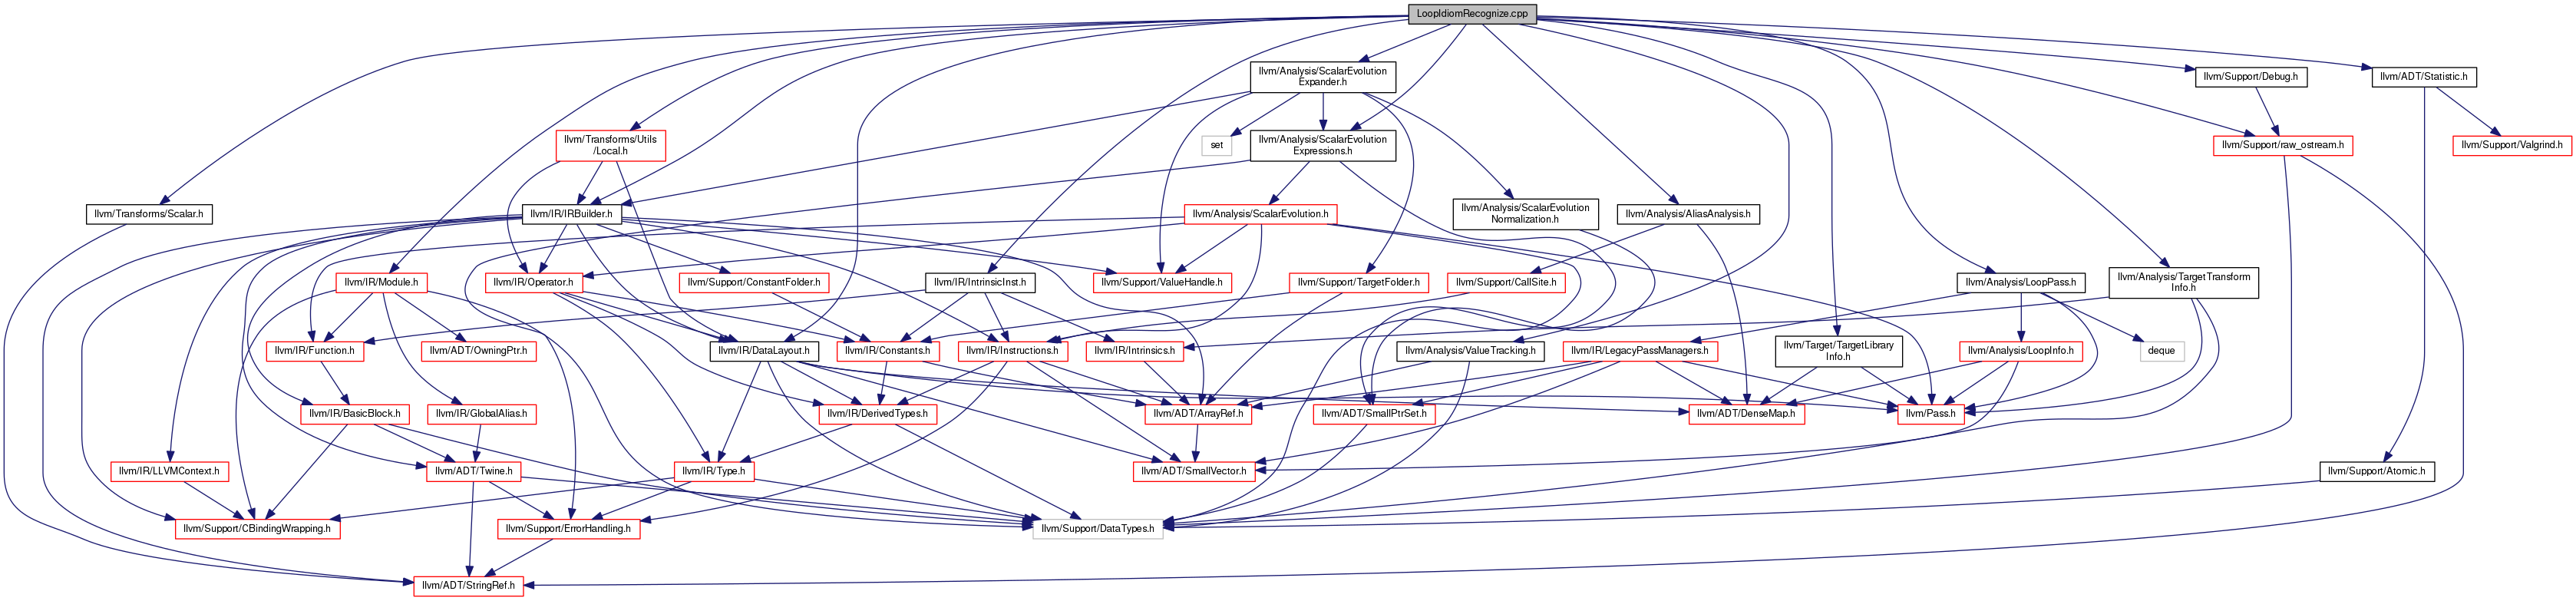 LoopIdiomRecognize.cpp
llvm/Analysis/ScalarEvolution
Expander.h
llvm/Support/Debug.h
llvm/ADT/Statistic.h
llvm/Transforms/Utils
/Local.h
set
llvm/Analysis/ScalarEvolution
Expressions.h
llvm/Support/raw_ostream.h
llvm/Support/Valgrind.h
llvm/Transforms/Scalar.h
llvm/IR/IRBuilder.h
llvm/Analysis/ScalarEvolution.h
llvm/Analysis/ScalarEvolution
Normalization.h
llvm/Analysis/AliasAnalysis.h
llvm/IR/Module.h
llvm/IR/Operator.h
llvm/Support/ConstantFolder.h
llvm/IR/IntrinsicInst.h
llvm/Support/ValueHandle.h
llvm/Support/TargetFolder.h
llvm/Support/CallSite.h
llvm/Analysis/LoopPass.h
llvm/Analysis/TargetTransform
Info.h
llvm/IR/Function.h
llvm/ADT/OwningPtr.h
llvm/IR/DataLayout.h
llvm/IR/Constants.h
llvm/IR/Instructions.h
llvm/IR/Intrinsics.h
llvm/Analysis/ValueTracking.h
llvm/IR/LegacyPassManagers.h
llvm/Target/TargetLibrary
Info.h
llvm/Analysis/LoopInfo.h
deque
llvm/IR/BasicBlock.h
llvm/IR/GlobalAlias.h
llvm/IR/DerivedTypes.h
llvm/ADT/ArrayRef.h
llvm/ADT/SmallPtrSet.h
llvm/ADT/DenseMap.h
llvm/Pass.h
llvm/IR/LLVMContext.h
llvm/ADT/Twine.h
llvm/IR/Type.h
llvm/ADT/SmallVector.h
llvm/Support/Atomic.h
llvm/Support/CBindingWrapping.h
llvm/Support/ErrorHandling.h
llvm/Support/DataTypes.h
llvm/ADT/StringRef.h